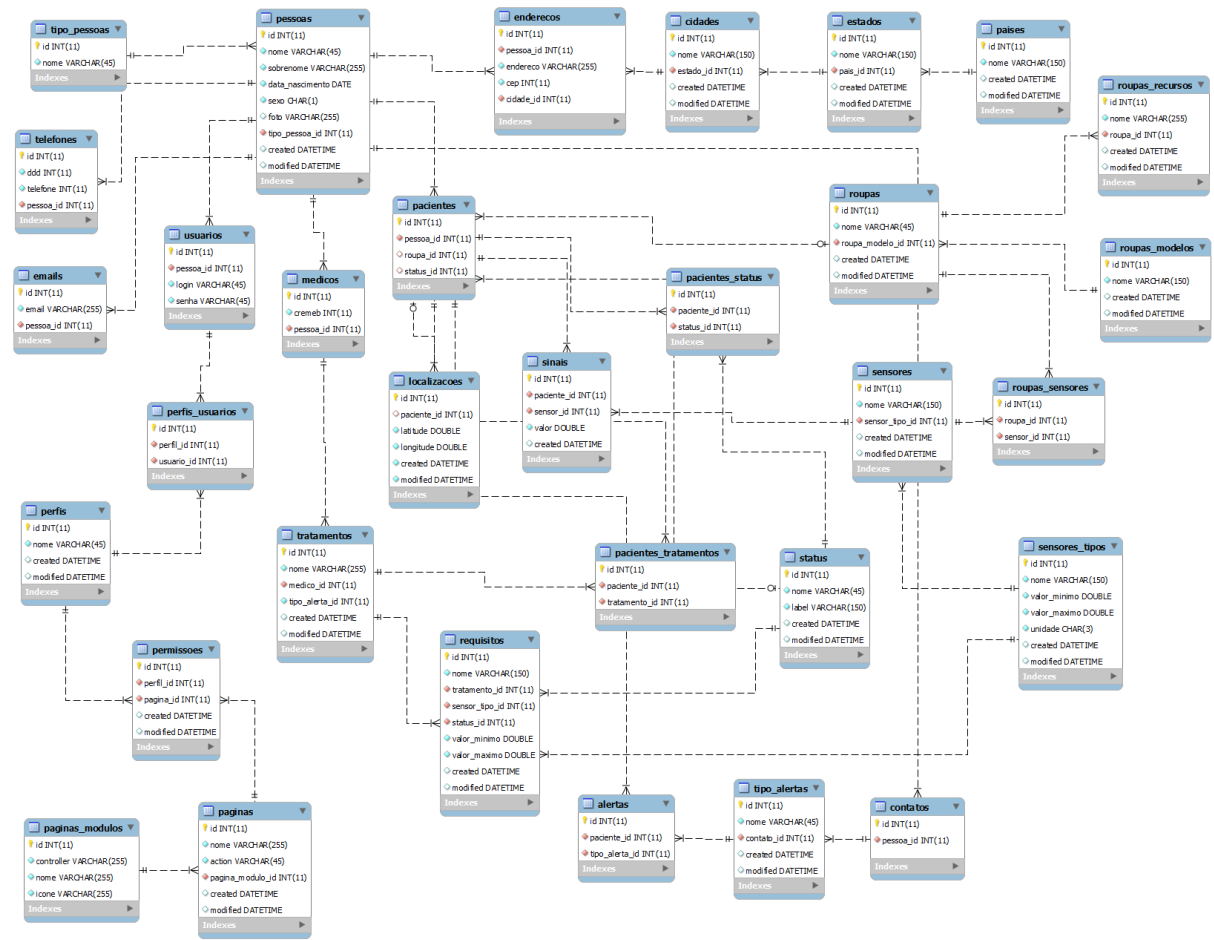 tipo_pessoas
id INT(11)
nome VARCHAR(45)
Indexes
pessoas
id INT(11)
nome VARCHAR(45)
sobrenome VARCHAR(255)
data_nascimento DATE
sexo CHAR(1)
foto VARCHAR(255)
tipo_pessoa_id INT(11)
created DATETIME
modified DATETIME
Indexes
enderecos
id INT(11)
pessoa_id INT(11)
endereco VARCHAR(255)
cep INT(11)
cidade_id INT(11)
Indexes
cidades
id INT(11)
nome VARCHAR(150)
estado_id INT(11)
created DATETIME
modified DATETIME
Indexes
estados
id INT(11)
nome VARCHAR(150)
pais_id INT(11)
created DATETIME
modified DATETIME
Indexes
paises
id INT(11)
nome VARCHAR(150)
created DATETIME
modified DATETIME
Indexes
roupas_recursos
id INT(11)
nome VARCHAR(255)
roupa_id INT(11)
created DATETIME
modified DATETIME
Indexes
telefones
id INT(11)
ddd INT(11)
telefone INT(11)
pessoa_id INT(11)
Indexes
usuarios
id INT(11)
pessoa_id INT(11)
login VARCHAR(45)
senha VARCHAR(45)
Indexes
pacientes
id INT(11)
pessoa_id INT(11)
roupa_id INT(11)
status_id INT(11)
Indexes
roupas
id INT(11)
nome VARCHAR(45)
roupa_modelo_id INT(11)
created DATETIME
modified DATETIME
Indexes
roupas_modelos
id INT(11)
nome VARCHAR(150)
created DATETIME
modified DATETIME
Indexes
emails
id INT(11)
email VARCHAR(255)
pessoa_id INT(11)
Indexes
medicos
id INT(11)
cremeb INT(11)
pessoa_id INT(11)
Indexes
pacientes_status
id INT(11)
paciente_id INT(11)
status_id INT(11)
Indexes
localizacoes
id INT(11)
paciente_id INT(11)
latitude DOUBLE
longitude DOUBLE
created DATETIME
modified DATETIME
Indexes
sinais
id INT(11)
paciente_id INT(11)
sensor_id INT(11)
valor DOUBLE
created DATETIME
Indexes
sensores
id INT(11)
nome VARCHAR(150)
sensor_tipo_id INT(11)
created DATETIME
modified DATETIME
Indexes
roupas_sensores
id INT(11)
roupa_id INT(11)
sensor_id INT(11)
Indexes
perfis_usuarios
id INT(11)
perfil_id INT(11)
usuario_id INT(11)
Indexes
perfis
id INT(11)
nome VARCHAR(45)
created DATETIME
modified DATETIME
Indexes
tratamentos
id INT(11)
nome VARCHAR(255)
medico_id INT(11)
tipo_alerta_id INT(11)
created DATETIME
modified DATETIME
Indexes
pacientes_tratamentos
id INT(11)
paciente_id INT(11)
tratamento_id INT(11)
Indexes
status
id INT(11)
nome VARCHAR(45)
label VARCHAR(150)
created DATETIME
modified DATETIME
Indexes
sensores_tipos
id INT(11)
nome VARCHAR(150)
valor_minimo DOUBLE
valor_maximo DOUBLE
unidade CHAR(3)
created DATETIME
modified DATETIME
Indexes
permissoes
id INT(11)
perfil_id INT(11)
pagina_id INT(11)
created DATETIME
modified DATETIME
Indexes
requisitos
id INT(11)
nome VARCHAR(150)
tratamento_id INT(11)
sensor_tipo_id INT(11)
status_id INT(11)
valor_minimo DOUBLE
valor_maximo DOUBLE
created DATETIME
modified DATETIME
Indexes
paginas_modulos
id INT(11)
controller VARCHAR(255)
nome VARCHAR(255)
icone VARCHAR(255)
Indexes
paginas
id INT(11)
nome VARCHAR(255)
action VARCHAR(45)
pagina_modulo_id INT(11)
created DATETIME
modified DATETIME
Indexes
alertas
id INT(11)
paciente_id INT(11)
tipo_alerta_id INT(11)
Indexes
tipo_alertas
id INT(11)
nome VARCHAR(45)
contato_id INT(11)
created DATETIME
modified DATETIME
Indexes
contatos
id INT(11)
pessoa_id INT(11)
Indexes